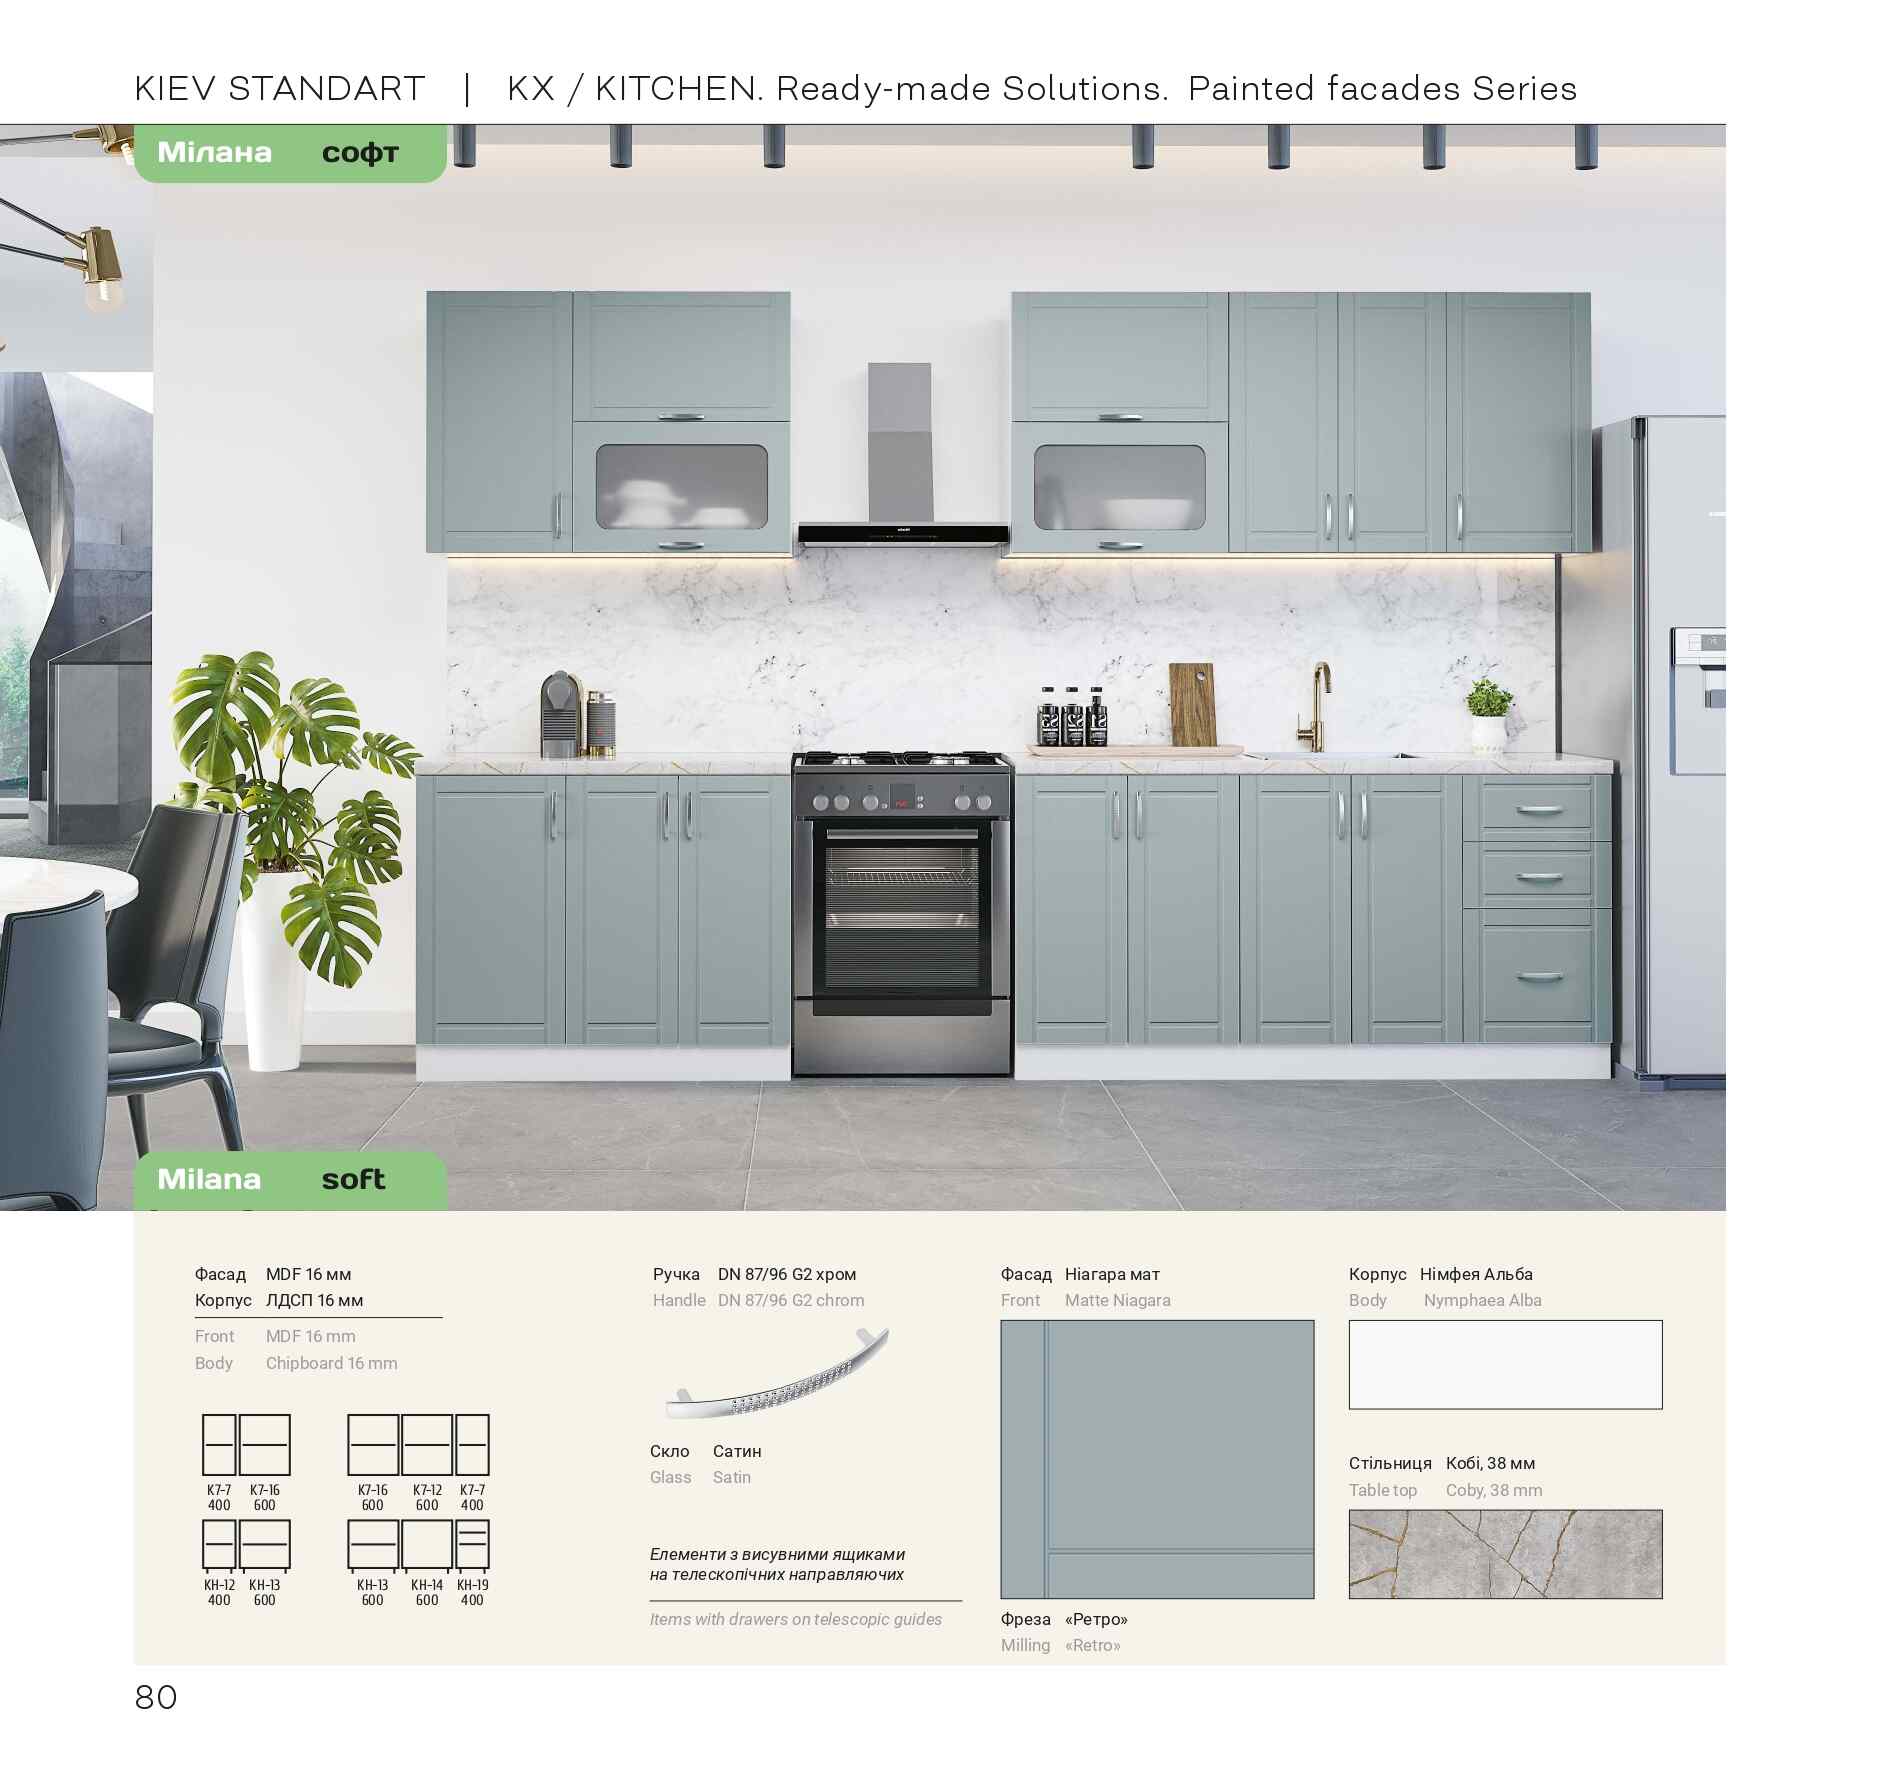 KIEV STANDART | KX / KITCHEN. Ready-made Solutions. Painted facades Series
Мілана софт
Milana soft
Фасад MDF 16 мм
Корпус ЛДСП 16 мм
Front MDF 16 mm
Body Chipboard 16 mm
K7-7 K7-16 K7-16 K7-12 K7-7
400 600 600 600 400
KH-12 KH-13 KH-13 KH-14 KH-19
400 600 600 600 400
Ручка DN 87/96 G2 хром
Handle DN 87/96 G2 chrom
Скло Сатин
Glass Satin
Елементи з висувними ящиками
на телескопічних направляючих
Items with drawers on telescopic guides
Фасад Ніагара мат
Front Matte Niagara
Фреза «Ретро»
Milling «Retro»
Корпус Німфея Альба
Body Nymphaea Alba
Стільниця Кобі, 38 мм
Table top Coby, 38 mm
80